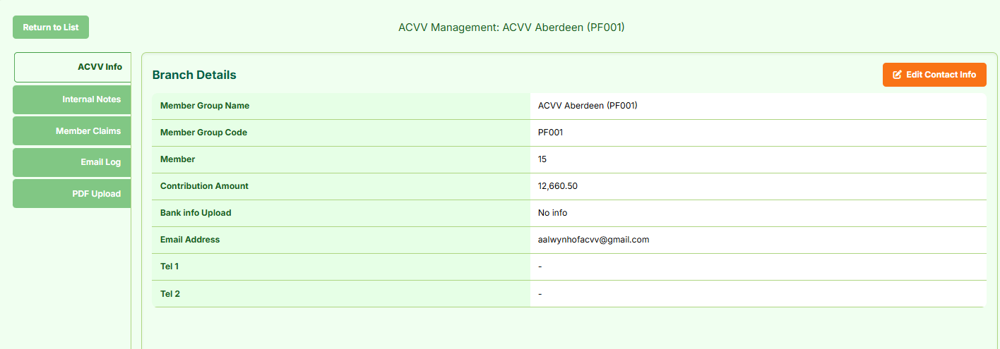 Return to List
ACVV Management: ACVV Aberdeen (PF001)
ACVV Info
Internal Notes
Member Claims
Email Log
PDF Upload
Branch Details
Edit Contact Info
Member Group Name ACVV Aberdeen (PF001)
Member Group Code PF001
Member 15
Contribution Amount 12,660.50
Bank info Upload No info
Email Address aalwynhofacvv@gmail.com
Tel 1 -
Tel 2 -